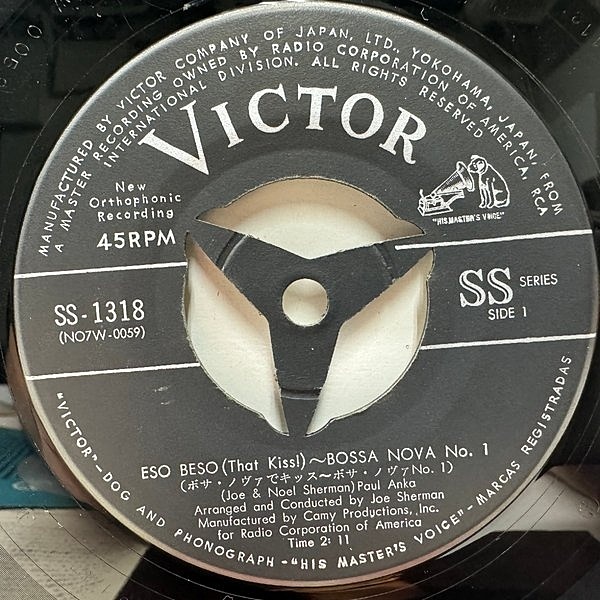 MANUFACTURED BY VICTOR COMPANY OF JAPAN, LTD., YOKOHAMA, JAPAN, FROM
A MASTER RECORDING OWNED BY RADIO CORPORATION OF AMERICA, RCA
INTERNATIONAL DIVISION. ALL RIGHTS RESERVED
VICTOR
"HIS MASTER'S VOICE"
New
Orthophonic
Recording
45RPM
SS-1318
(NO7W-0059)
SS SERIES
SIDE 1
ESO BESO (That Kiss!)～BOSSA NOVA No. 1
(ボサ・ノヴァでキッス～ボサ・ノヴァNo. 1)
(Joe & Noel Sherman) Paul Anka
Arranged and Conducted by Joe Sherman
Manufactured by Camy Productions, Inc.
for Radio Corporation of America
Time 2: 11
"VICTOR"-DOG AND PHONOGRAPH-"HIS MASTER'S VOICE"-MARCAS REGISTRADAS